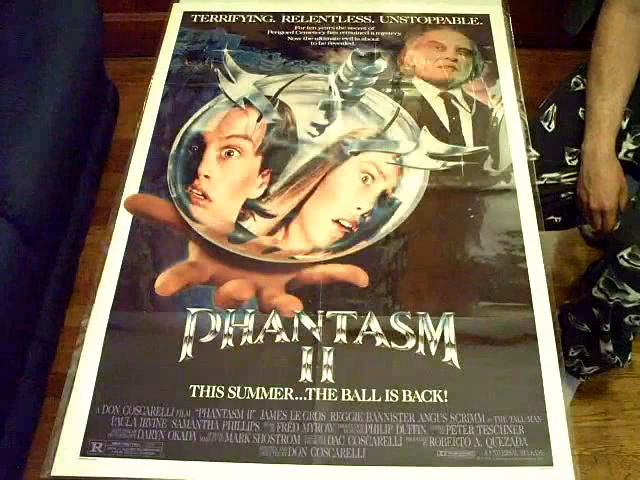 TERRIFYING. RELENTLESS. UNSTOPPABLE.
For ten years the secret of
Perigord Cemetery has remained a mystery.
Now the ultimate evil is about
to be revealed.
PHANTASM
II
THIS SUMMER...THE BALL IS BACK!
A DON COSCARELLI FILM "PHANTASM II" JAMES LE GROS REGGIE BANNISTER ANGUS SCRIMM as THE TALL MAN
PAULA IRVINE SAMANTHA PHILLIPS FRED MYROW PHILIP DUFFIN PETER TESCHNER
DARYN OKADA MARK SHOSTROM DAC COSCARELLI ROBERTO A. QUEZADA
R DON COSCARELLI A UNIVERSAL RELEASE